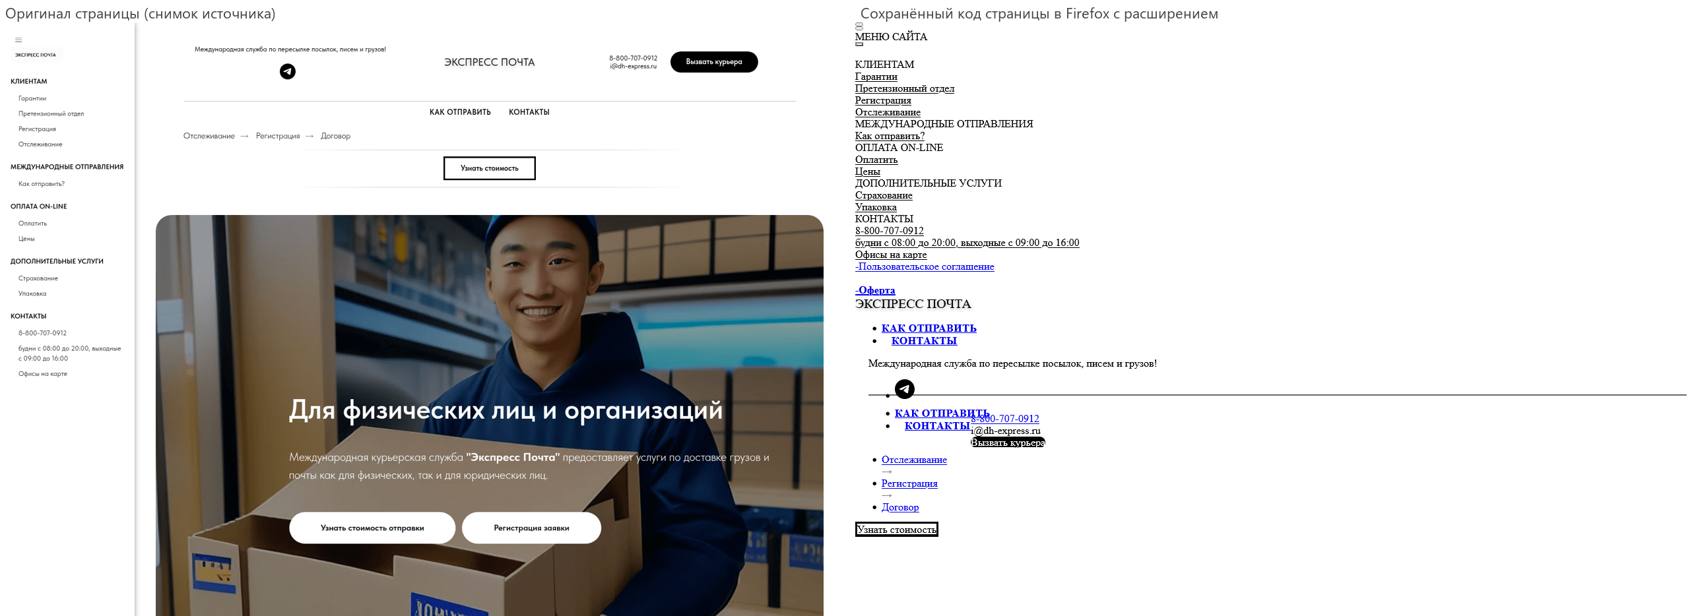 Оригинал страницы (снимок источника)
ЭКСПРЕСС ПОЧТА
КЛИЕНТАМ
Гарантии
Претензионный отдел
Регистрация
Отслеживание
МЕЖДУНАРОДНЫЕ ОТПРАВЛЕНИЯ
Как отправить?
ОПЛАТА ON-LINE
Оплатить
Цены
ДОПОЛНИТЕЛЬНЫЕ УСЛУГИ
Страхование
Упаковка
КОНТАКТЫ
8-800-707-0912
будни с 08:00 до 20:00, выходные
с 09:00 до 16:00
Офисы на карте
Международная служба по пересылке посылок, писем и грузов!
ЭКСПРЕСС ПОЧТА
8-800-707-0912
i@dh-express.ru
Вызвать курьера
КАК ОТПРАВИТЬ КОНТАКТЫ
Отслеживание → Регистрация → Договор
Узнать стоимость
Для физических лиц и организаций
Международная курьерская служба "Экспресс Почта" предоставляет услуги по доставке грузов и
почты как для физических, так и для юридических лиц.
Узнать стоимость отправки
Регистрация заявки
Сохранённый код страницы в Firefox с расширением
МЕНЮ САЙТА
КЛИЕНТАМ
Гарантии
Претензионный отдел
Регистрация
Отслеживание
МЕЖДУНАРОДНЫЕ ОТПРАВЛЕНИЯ
Как отправить?
ОПЛАТА ON-LINE
Оплатить
Цены
ДОПОЛНИТЕЛЬНЫЕ УСЛУГИ
Страхование
Упаковка
КОНТАКТЫ
8-800-707-0912
будни с 08:00 до 20:00, выходные с 09:00 до 16:00
Офисы на карте
-Пользовательское соглашение
-Оферта
ЭКСПРЕСС ПОЧТА
КАК ОТПРАВИТЬ
КОНТАКТЫ
Международная служба по пересылке посылок, писем и грузов!
КАК ОТПРАВИТЬ
КОНТАКТЫ
8-800-707-0912
i@dh-express.ru
Вызвать курьера
Отслеживание
→
Регистрация
→
Договор
Узнать стоимость